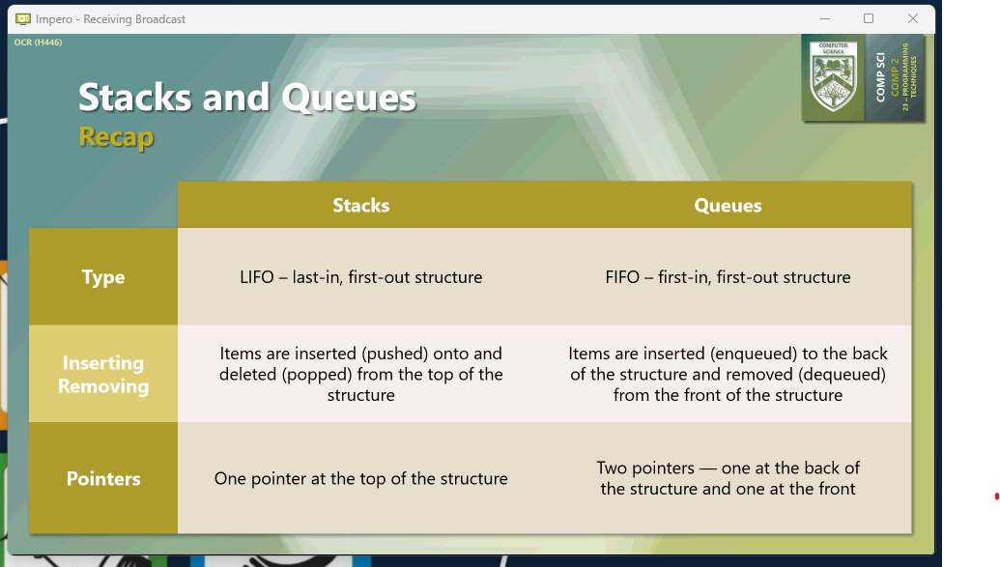 Impero - Receiving Broadcast
OCR (H446)
COMPUTER
SCIENCE
COMP SCI
COMP 2
23 – PROGRAMMING
TECHNIQUES
Stacks and Queues
Recap
Stacks
Queues
Type
LIFO – last-in, first-out structure
FIFO – first-in, first-out structure
Inserting
Removing
Items are inserted (pushed) onto and
deleted (popped) from the top of the
structure
Items are inserted (enqueued) to the back
of the structure and removed (dequeued)
from the front of the structure
Pointers
One pointer at the top of the structure
Two pointers — one at the back of
the structure and one at the front